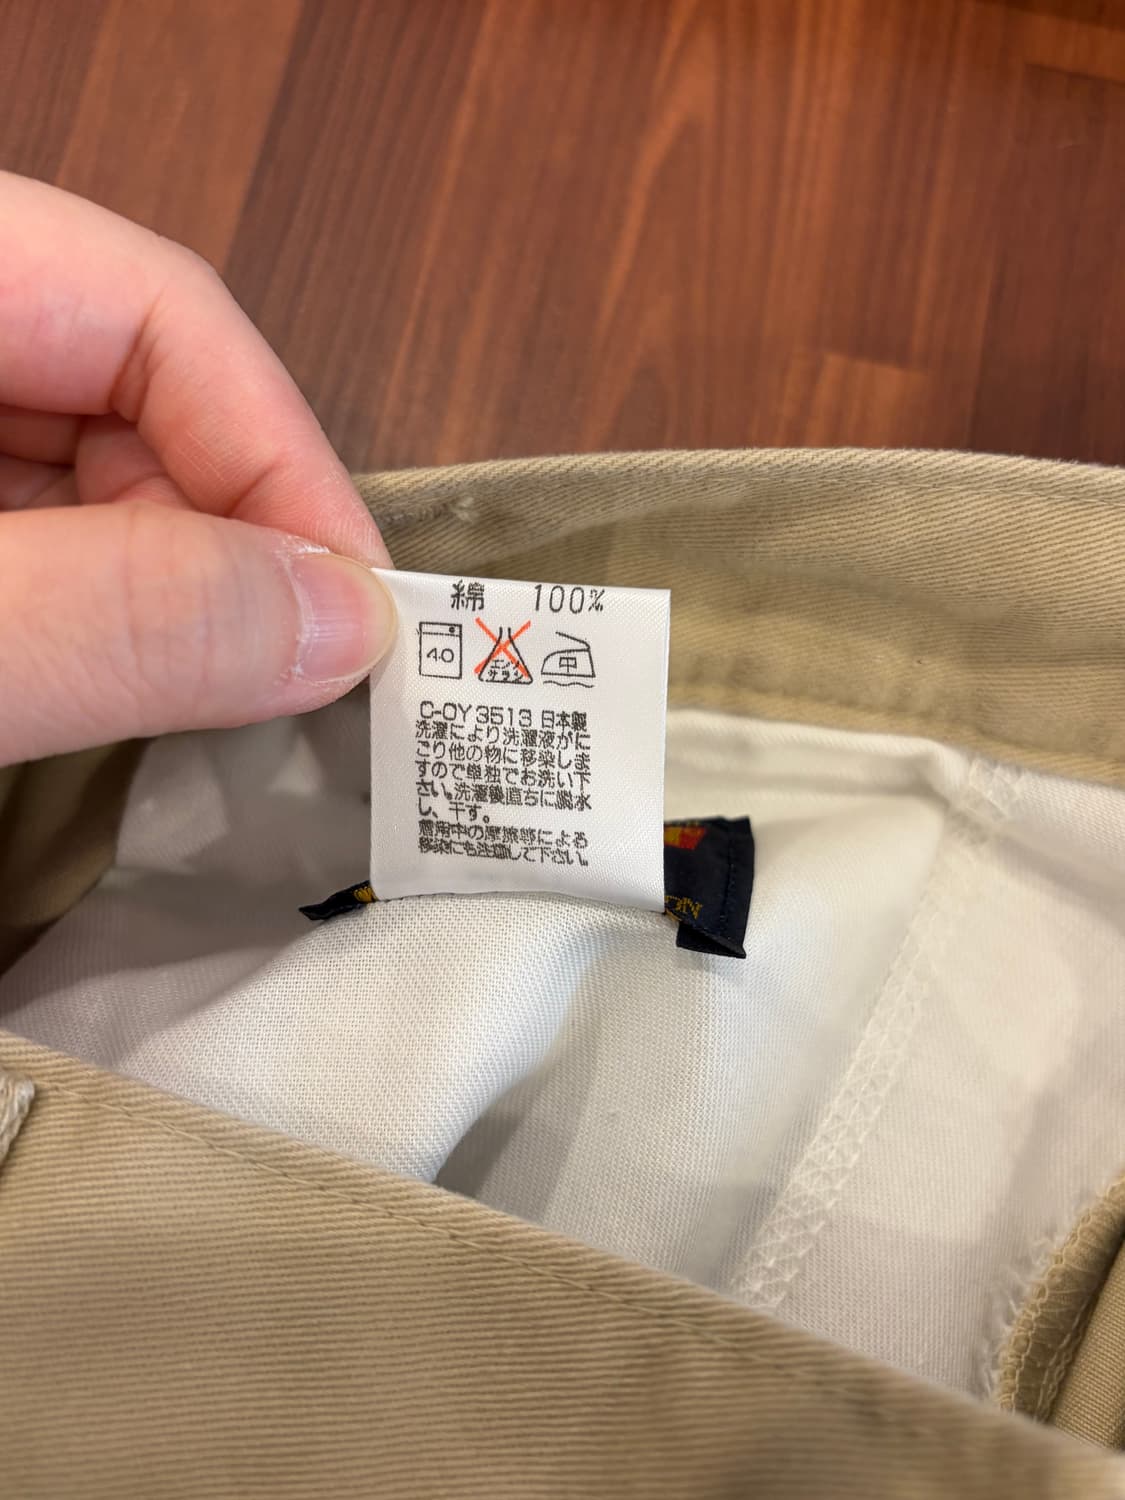 綿 100%
40
エンソ
サラシ
中
C-OY 3513 日本製
洗濯により洗濯液がに
ごり他の物に移染しま
すので単独でお洗い下
さい。洗濯後直ちに脱水
し、干す。
着用中の摩擦等による
移染にも注意して下さい。
ON